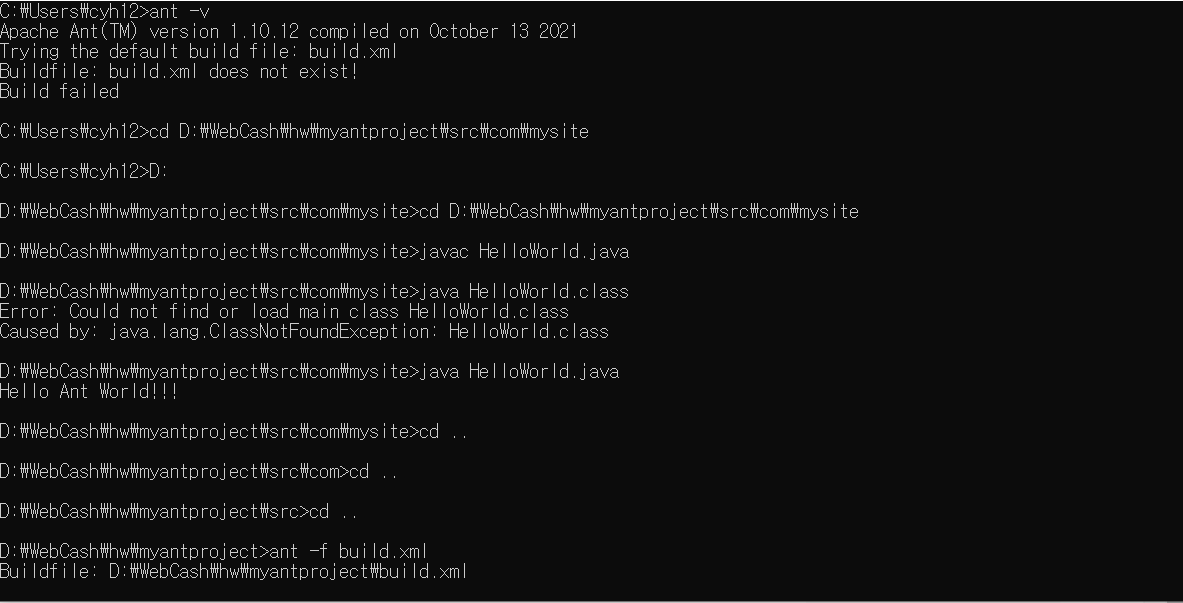 C:₩Users₩cyh12>ant -v
Apache Ant(TM) version 1.10.12 compiled on October 13 2021
Trying the default build file: build.xml
Buildfile: build.xml does not exist!
Build failed
C:₩Users₩cyh12>cd D:₩WebCash₩hw₩myantproject₩src₩com₩mysite
C:₩Users₩cyh12>D:
D:₩WebCash₩hw₩myantproject₩src₩com₩mysite>cd D:₩WebCash₩hw₩myantproject₩src₩com₩mysite
D:₩WebCash₩hw₩myantproject₩src₩com₩mysite>javac HelloWorld.java
D:₩WebCash₩hw₩myantproject₩src₩com₩mysite>java HelloWorld.class
Error: Could not find or load main class HelloWorld.class
Caused by: java.lang.ClassNotFoundException: HelloWorld.class
D:₩WebCash₩hw₩myantproject₩src₩com₩mysite>java HelloWorld.java
Hello Ant World!!!
D:₩WebCash₩hw₩myantproject₩src₩com₩mysite>cd ..
D:₩WebCash₩hw₩myantproject₩src₩com>cd ..
D:₩WebCash₩hw₩myantproject₩src>cd ..
D:₩WebCash₩hw₩myantproject>ant -f build.xml
Buildfile: D:₩WebCash₩hw₩myantproject₩build.xml